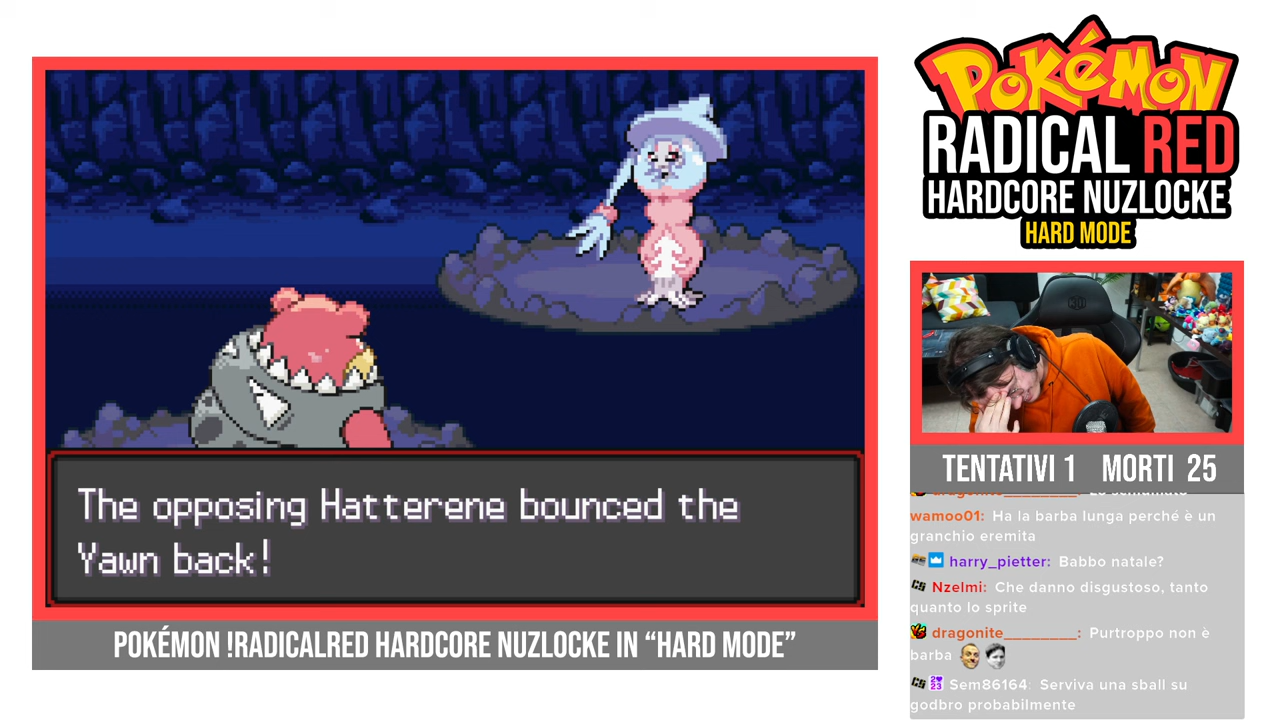 POKÉMON
RADICAL RED
HARDCORE NUZLOCKE
HARD MODE
The opposing Hatterene bounced the
Yawn back!
POKÉMON !RADICALRED HARDCORE NUZLOCKE IN “HARD MODE”
TENTATIVI 1 MORTI 25
wamoo01: Ha la barba lunga perché è un
granchio eremita
harry_pietter: Babbo natale?
Nzelmi: Che danno disgustoso, tanto
quanto lo sprite
dragonite________: Purtroppo non è
barba
Sem86164: Serviva una sball su
godbro probabilmente